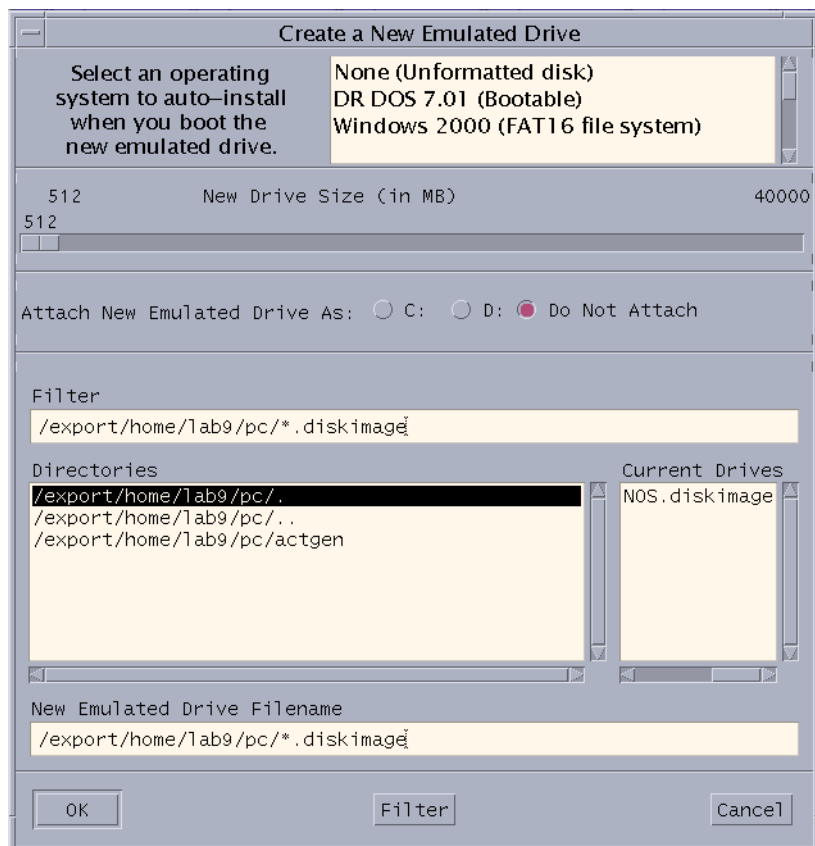 Create a New Emulated Drive
Select an operating
system to auto–install
when you boot the
new emulated drive.
None (Unformatted disk)
DR DOS 7.01 (Bootable)
Windows 2000 (FAT16 file system)
512 New Drive Size (in MB) 40000
512
Attach New Emulated Drive As: C: D: Do Not Attach
Filter
/export/home/lab9/pc/*.diskimage
Directories
/export/home/lab9/pc/.
/export/home/lab9/pc/..
/export/home/lab9/pc/actgen
Current Drives
NOS.diskimage
New Emulated Drive Filename
/export/home/lab9/pc/*.diskimage
OK Filter Cancel